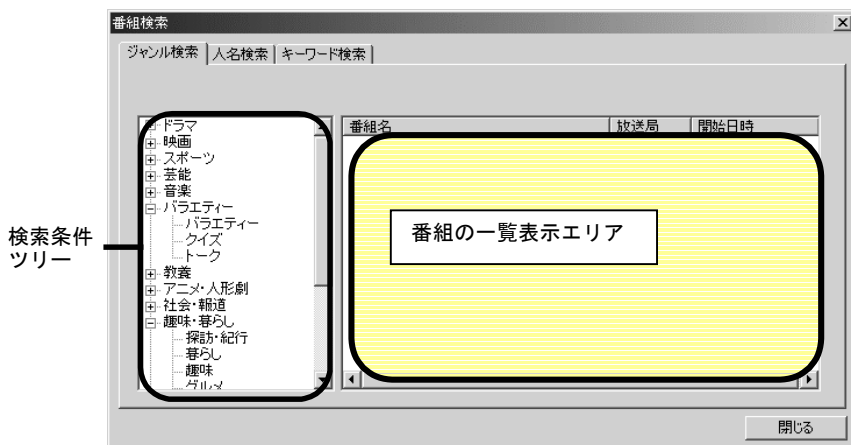 番組検索
ジャンル検索 人名検索 キーワード検索
番組名 放送局 開始日時
ドラマ
映画
スポーツ
芸能
音楽
バラエティー
バラエティー
クイズ
トーク
教養
アニメ・人形劇
社会・報道
趣味・暮らし
探訪・紀行
暮らし
趣味
グルメ
検索条件
ツリー
番組の一覧表示エリア
閉じる